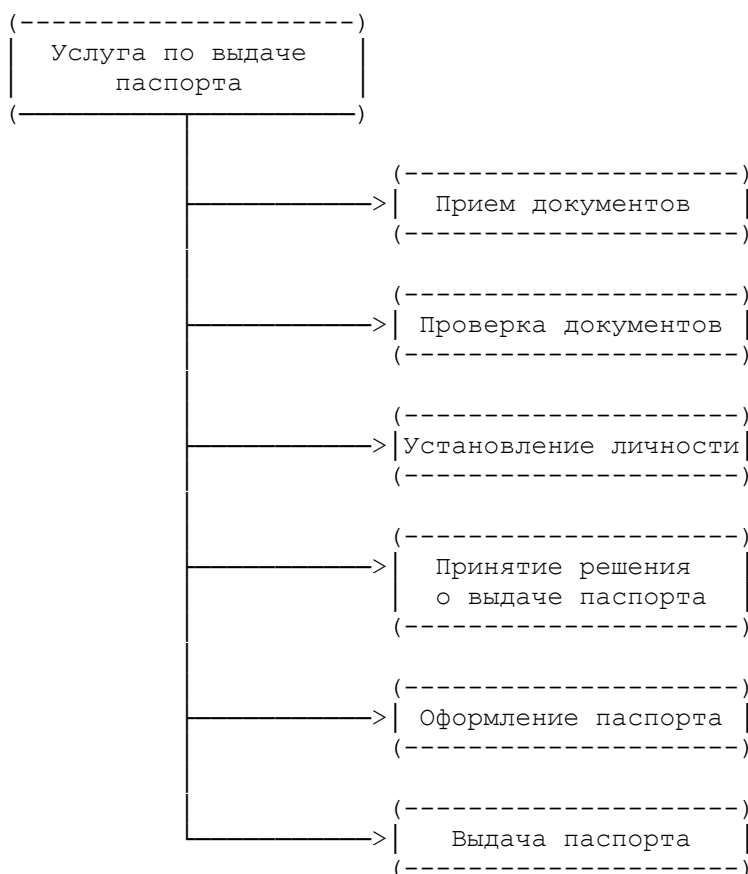 Услуга по выдаче
паспорта
Прием документов
Проверка документов
Установление личности
Принятие решения
о выдаче паспорта
Оформление паспорта
Выдача паспорта